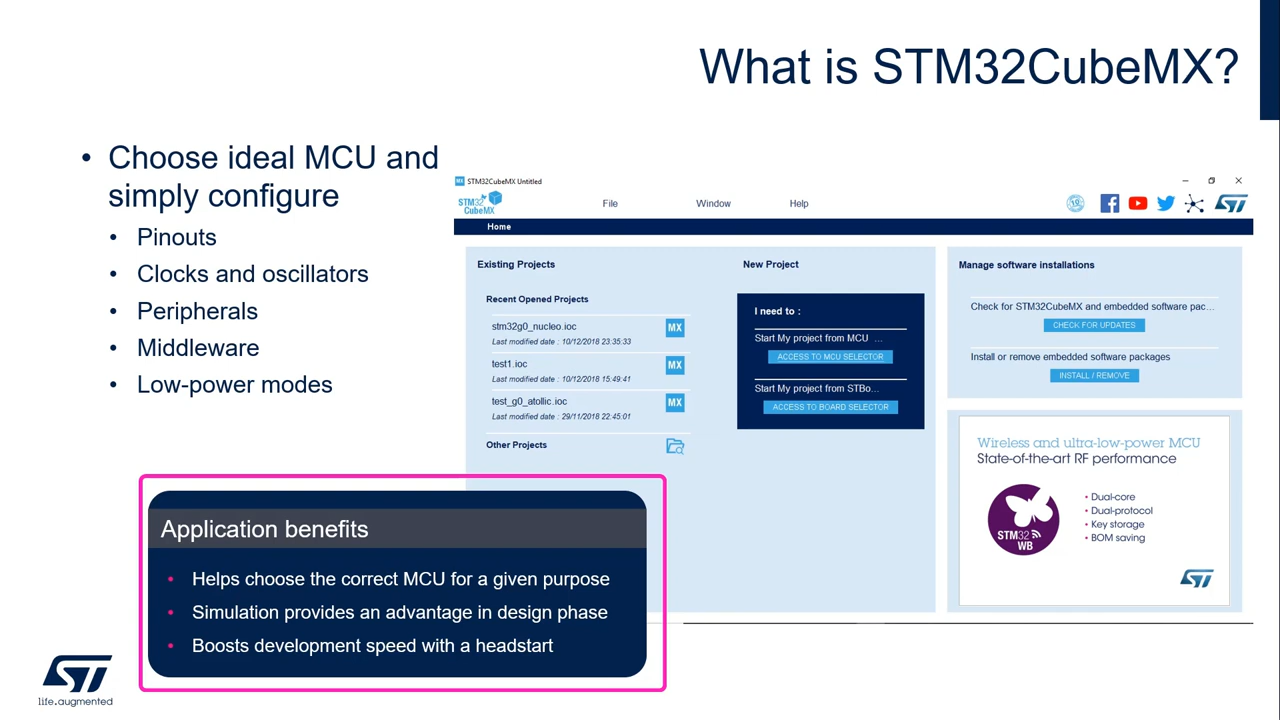 What is STM32CubeMX?
• Choose ideal MCU and
simply configure
• Pinouts
• Clocks and oscillators
• Peripherals
• Middleware
• Low-power modes
MX STM32CubeMX Untitled
STM32
CubeMX
File Window Help
ST
Home
Existing Projects
Recent Opened Projects
stm32g0_nucleo.ioc
Last modified date : 10/12/2018 23:35:33
MX
test1.ioc
Last modified date : 10/12/2018 15:49:41
MX
test_g0_atollic.ioc
Last modified date : 29/11/2018 22:45:01
MX
Other Projects
New Project
I need to :
Start My project from MCU ...
ACCESS TO MCU SELECTOR
Start My project from STBo...
ACCESS TO BOARD SELECTOR
Manage software installations
Check for STM32CubeMX and embedded software pac...
CHECK FOR UPDATES
Install or remove embedded software packages
INSTALL / REMOVE
Wireless and ultra-low-power MCU
State-of-the-art RF performance
STM32
WB
• Dual-core
• Dual-protocol
• Key storage
• BOM saving
ST
Application benefits
• Helps choose the correct MCU for a given purpose
• Simulation provides an advantage in design phase
• Boosts development speed with a headstart
ST
life.augmented